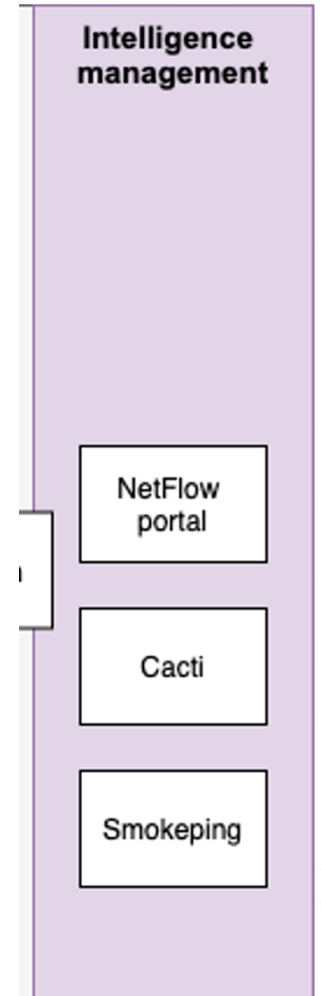 Intelligence
management
NetFlow
portal
Cacti
Smokeping